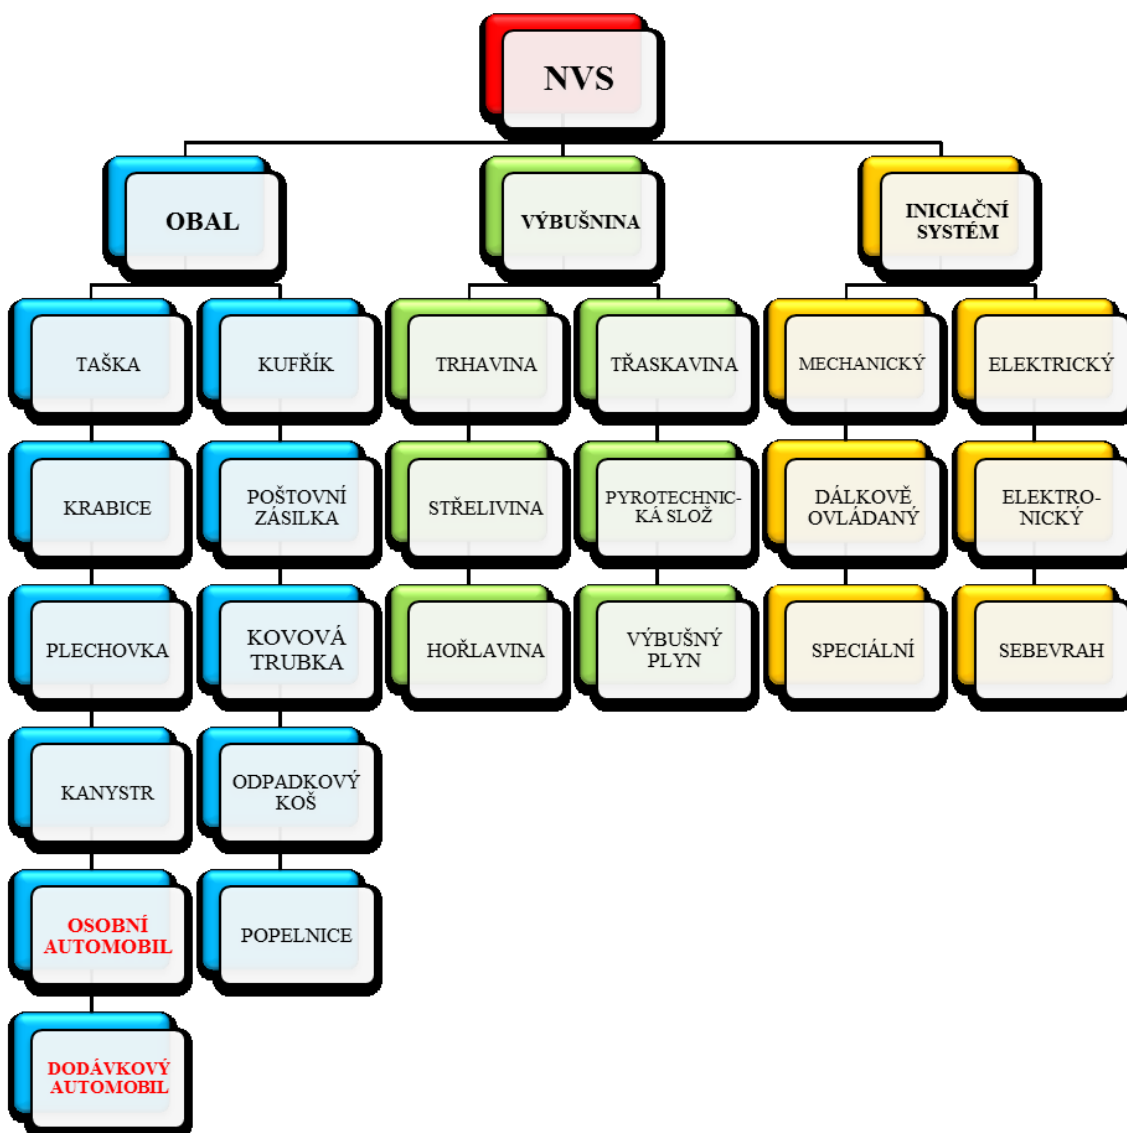 NVS
OBAL
VÝBUŠNINA
INICIAČNÍ
SYSTÉM
TAŠKA
KUFŘÍK
TRHAVINA
TŘASKAVINA
MECHANICKÝ
ELEKTRICKÝ
KRABICE
POŠTOVNÍ
ZÁSILKA
STŘELIVINA
PYROTECHNIC-
KÁ SLOŽ
DÁLKOVĚ
OVLÁDANÝ
ELEKTRO-
NICKÝ
PLECHOVKA
KOVOVÁ
TRUBKA
HOŘLAVINA
VÝBUŠNÝ
PLYN
SPECIÁLNÍ
SEBEVRAH
KANYSTR
ODPADKOVÝ
KOŠ
OSOBNÍ
AUTOMOBIL
POPELNICE
DODÁVKOVÝ
AUTOMOBIL